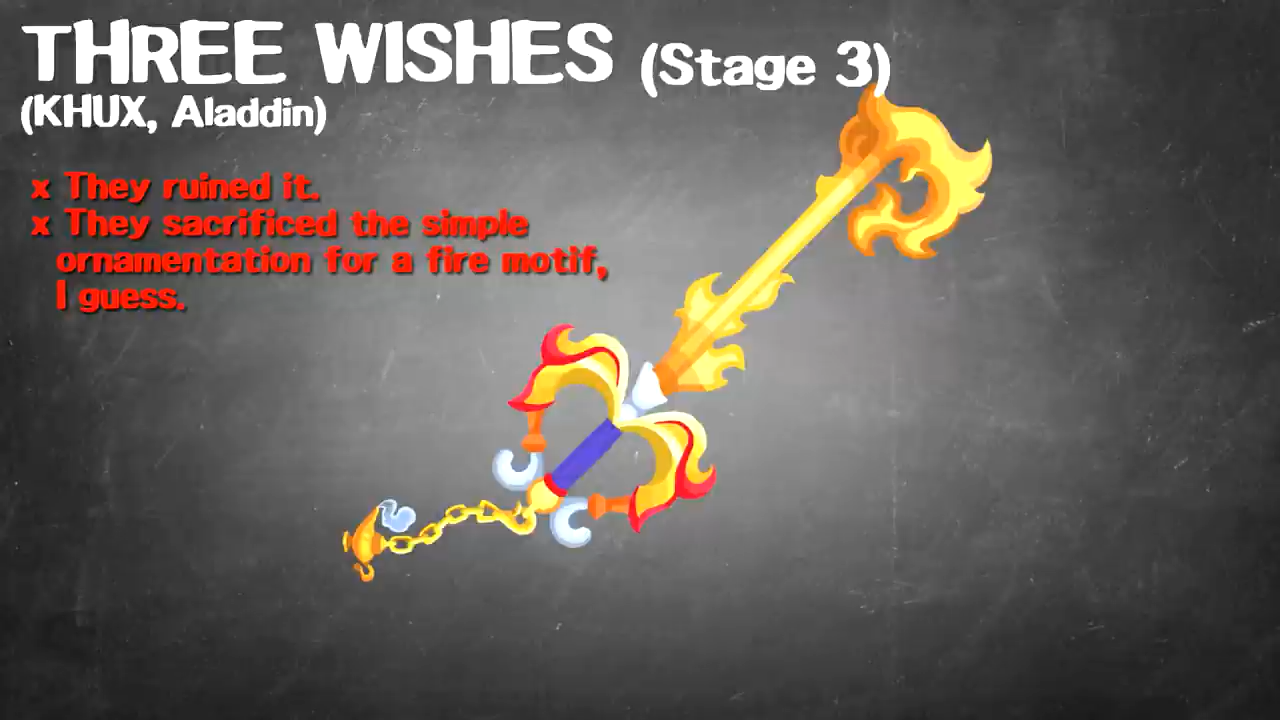 THREE WISHES (Stage 3)
(KHUX, Aladdin)
x They ruined it.
x They sacrificed the simple
ornamentation for a fire motif,
I guess.